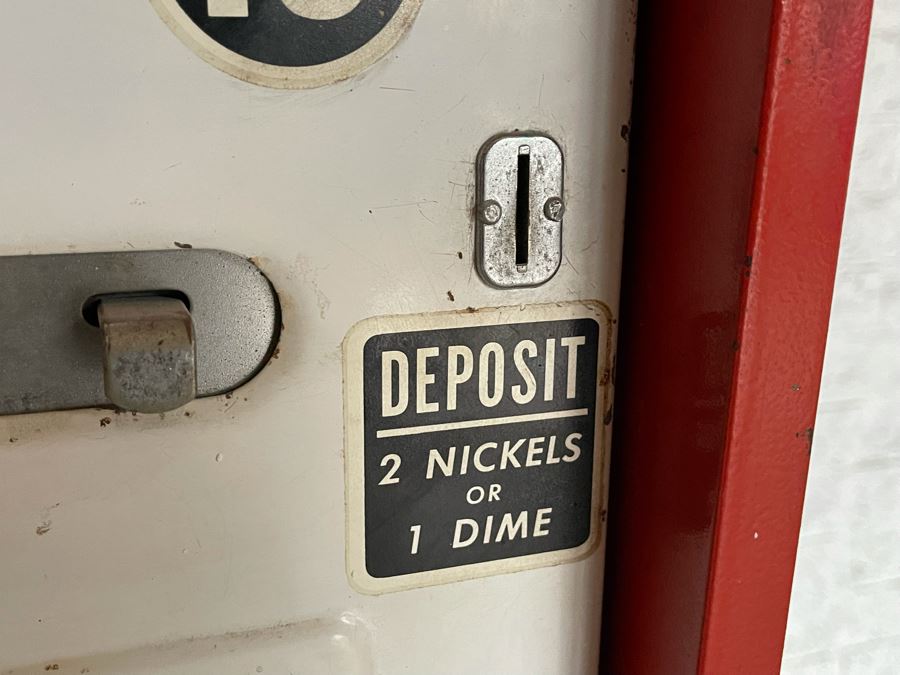 DEPOSIT
2 NICKELS
OR
1 DIME